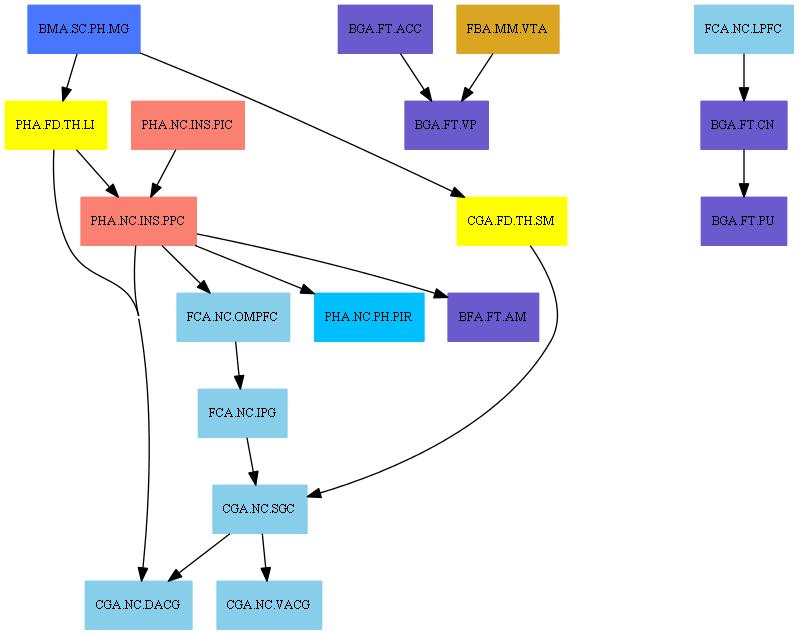 BMA.SC.PH.MG
BGA.FT.ACC
FBA.MM.VTA
FCA.NC.LPFC
PHA.FD.TH.LI
PHA.NC.INS.PIC
BGA.FT.VP
BGA.FT.CN
PHA.NC.INS.PPC
CGA.FD.TH.SM
BGA.FT.PU
FCA.NC.OMPFC
PHA.NC.PH.PIR
BFA.FT.AM
FCA.NC.IPG
CGA.NC.SGC
CGA.NC.DACG
CGA.NC.VACG